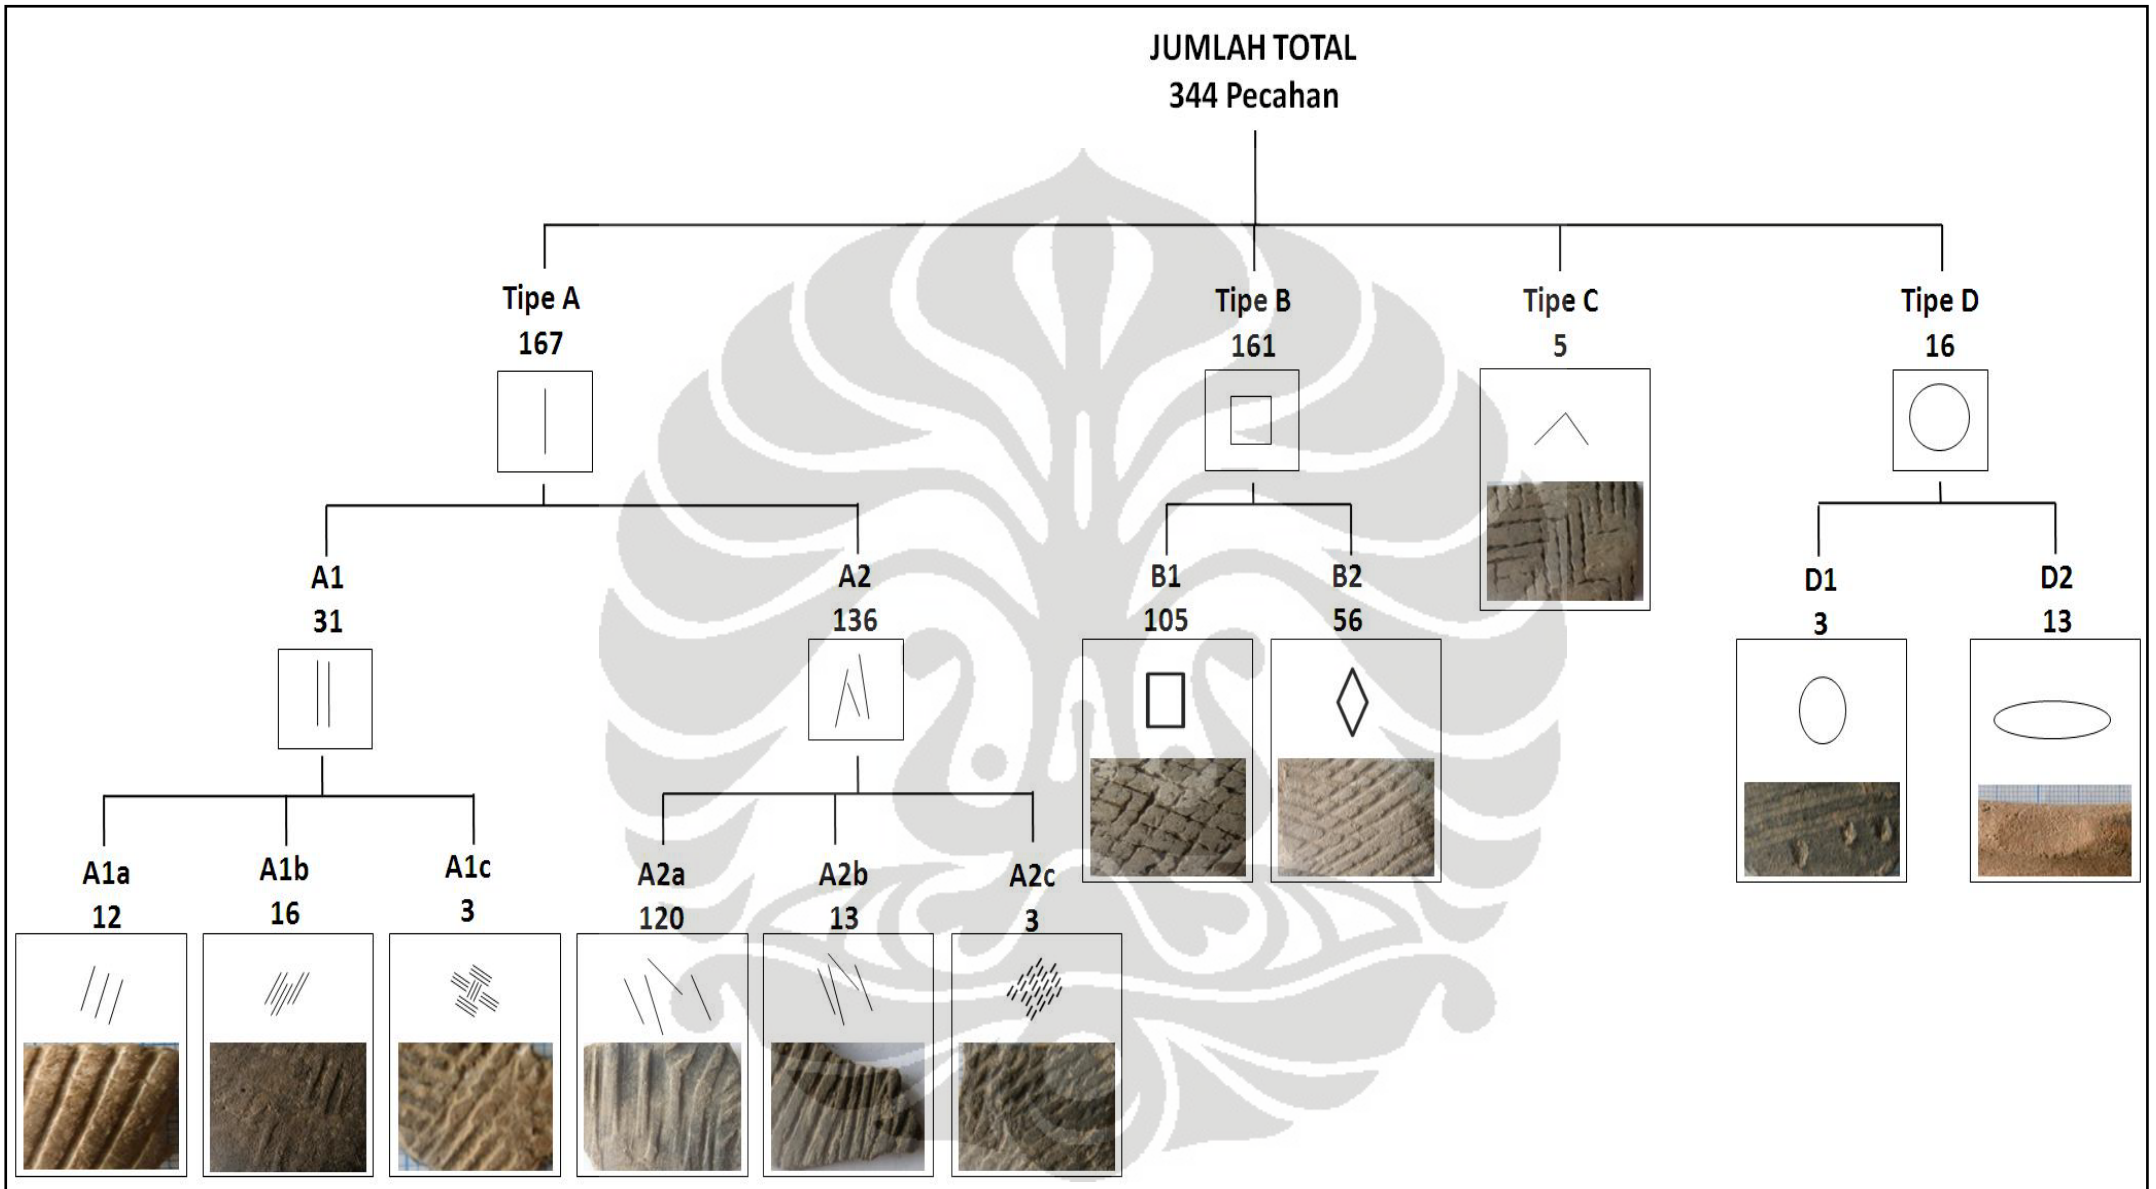 JUMLAH TOTAL
344 Pecahan
Tipe A
167
Tipe B
161
Tipe C
5
Tipe D
16
A1
31
A2
136
B1
105
B2
56
D1
3
D2
13
A1a
12
A1b
16
A1c
3
A2a
120
A2b
13
A2c
3